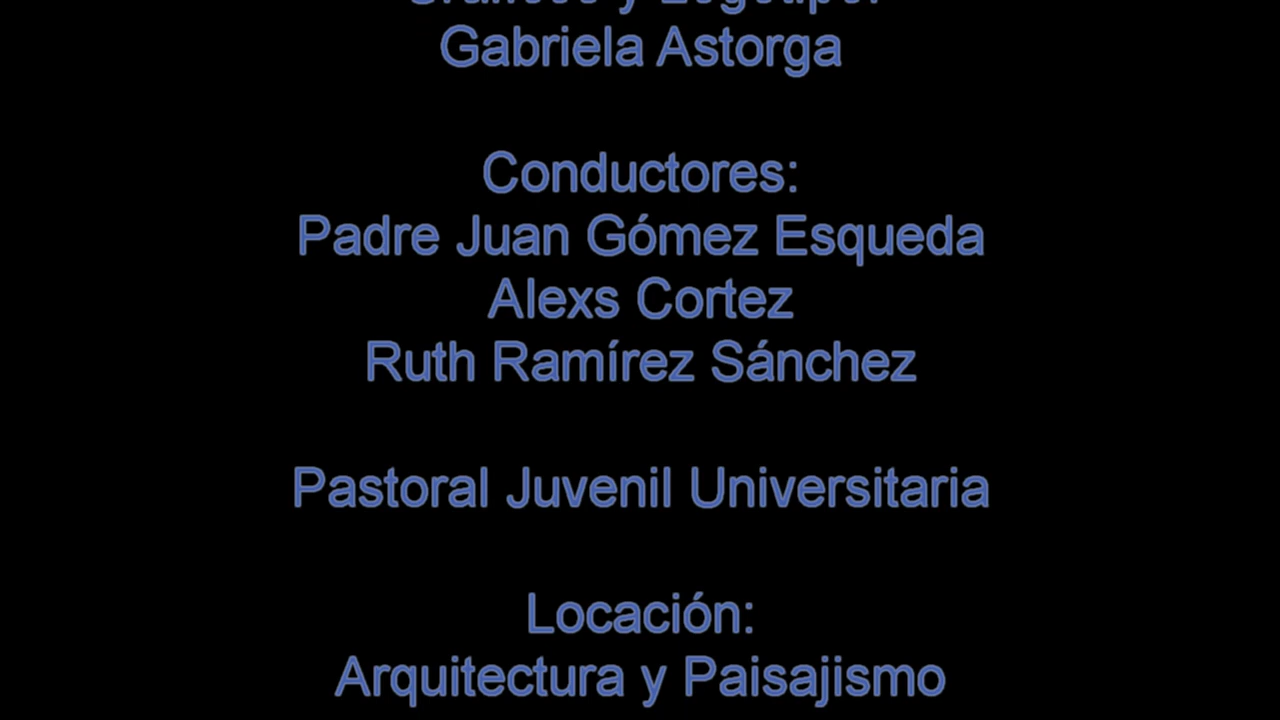 Gabriela Astorga
Conductores:
Padre Juan Gómez Esqueda
Alexs Cortez
Ruth Ramírez Sánchez
Pastoral Juvenil Universitaria
Locación:
Arquitectura y Paisajismo